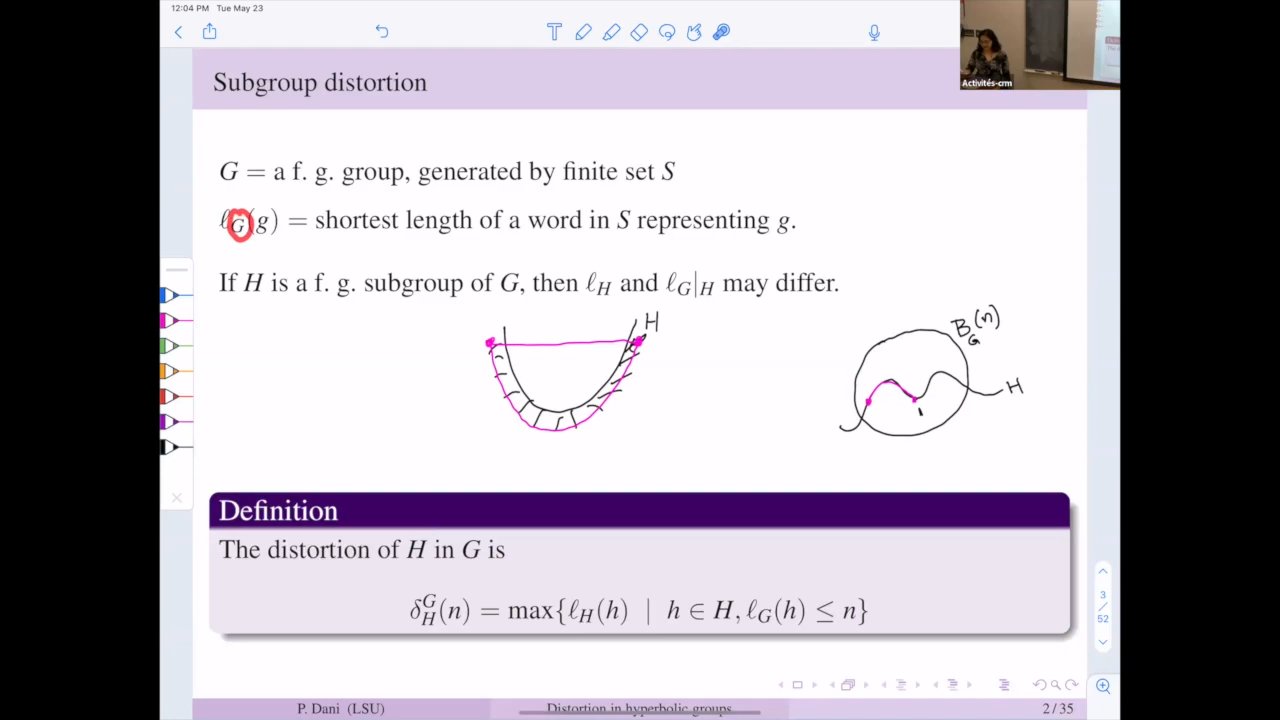 12:04 PM Tue May 23
T
Activités-crm
Subgroup distortion
G = a f. g. group, generated by finite set S
ℓ_G(g) = shortest length of a word in S representing g.
If H is a f. g. subgroup of G, then ℓ_H and ℓ_G|_H may differ.
H
B_G(n)
H
1
Definition
The distortion of H in G is
δ_H^G(n) = max{ℓ_H(h) | h ∈ H, ℓ_G(h) ≤ n}
3
/
52
P. Dani (LSU)
Distortion in hyperbolic groups
2 / 35